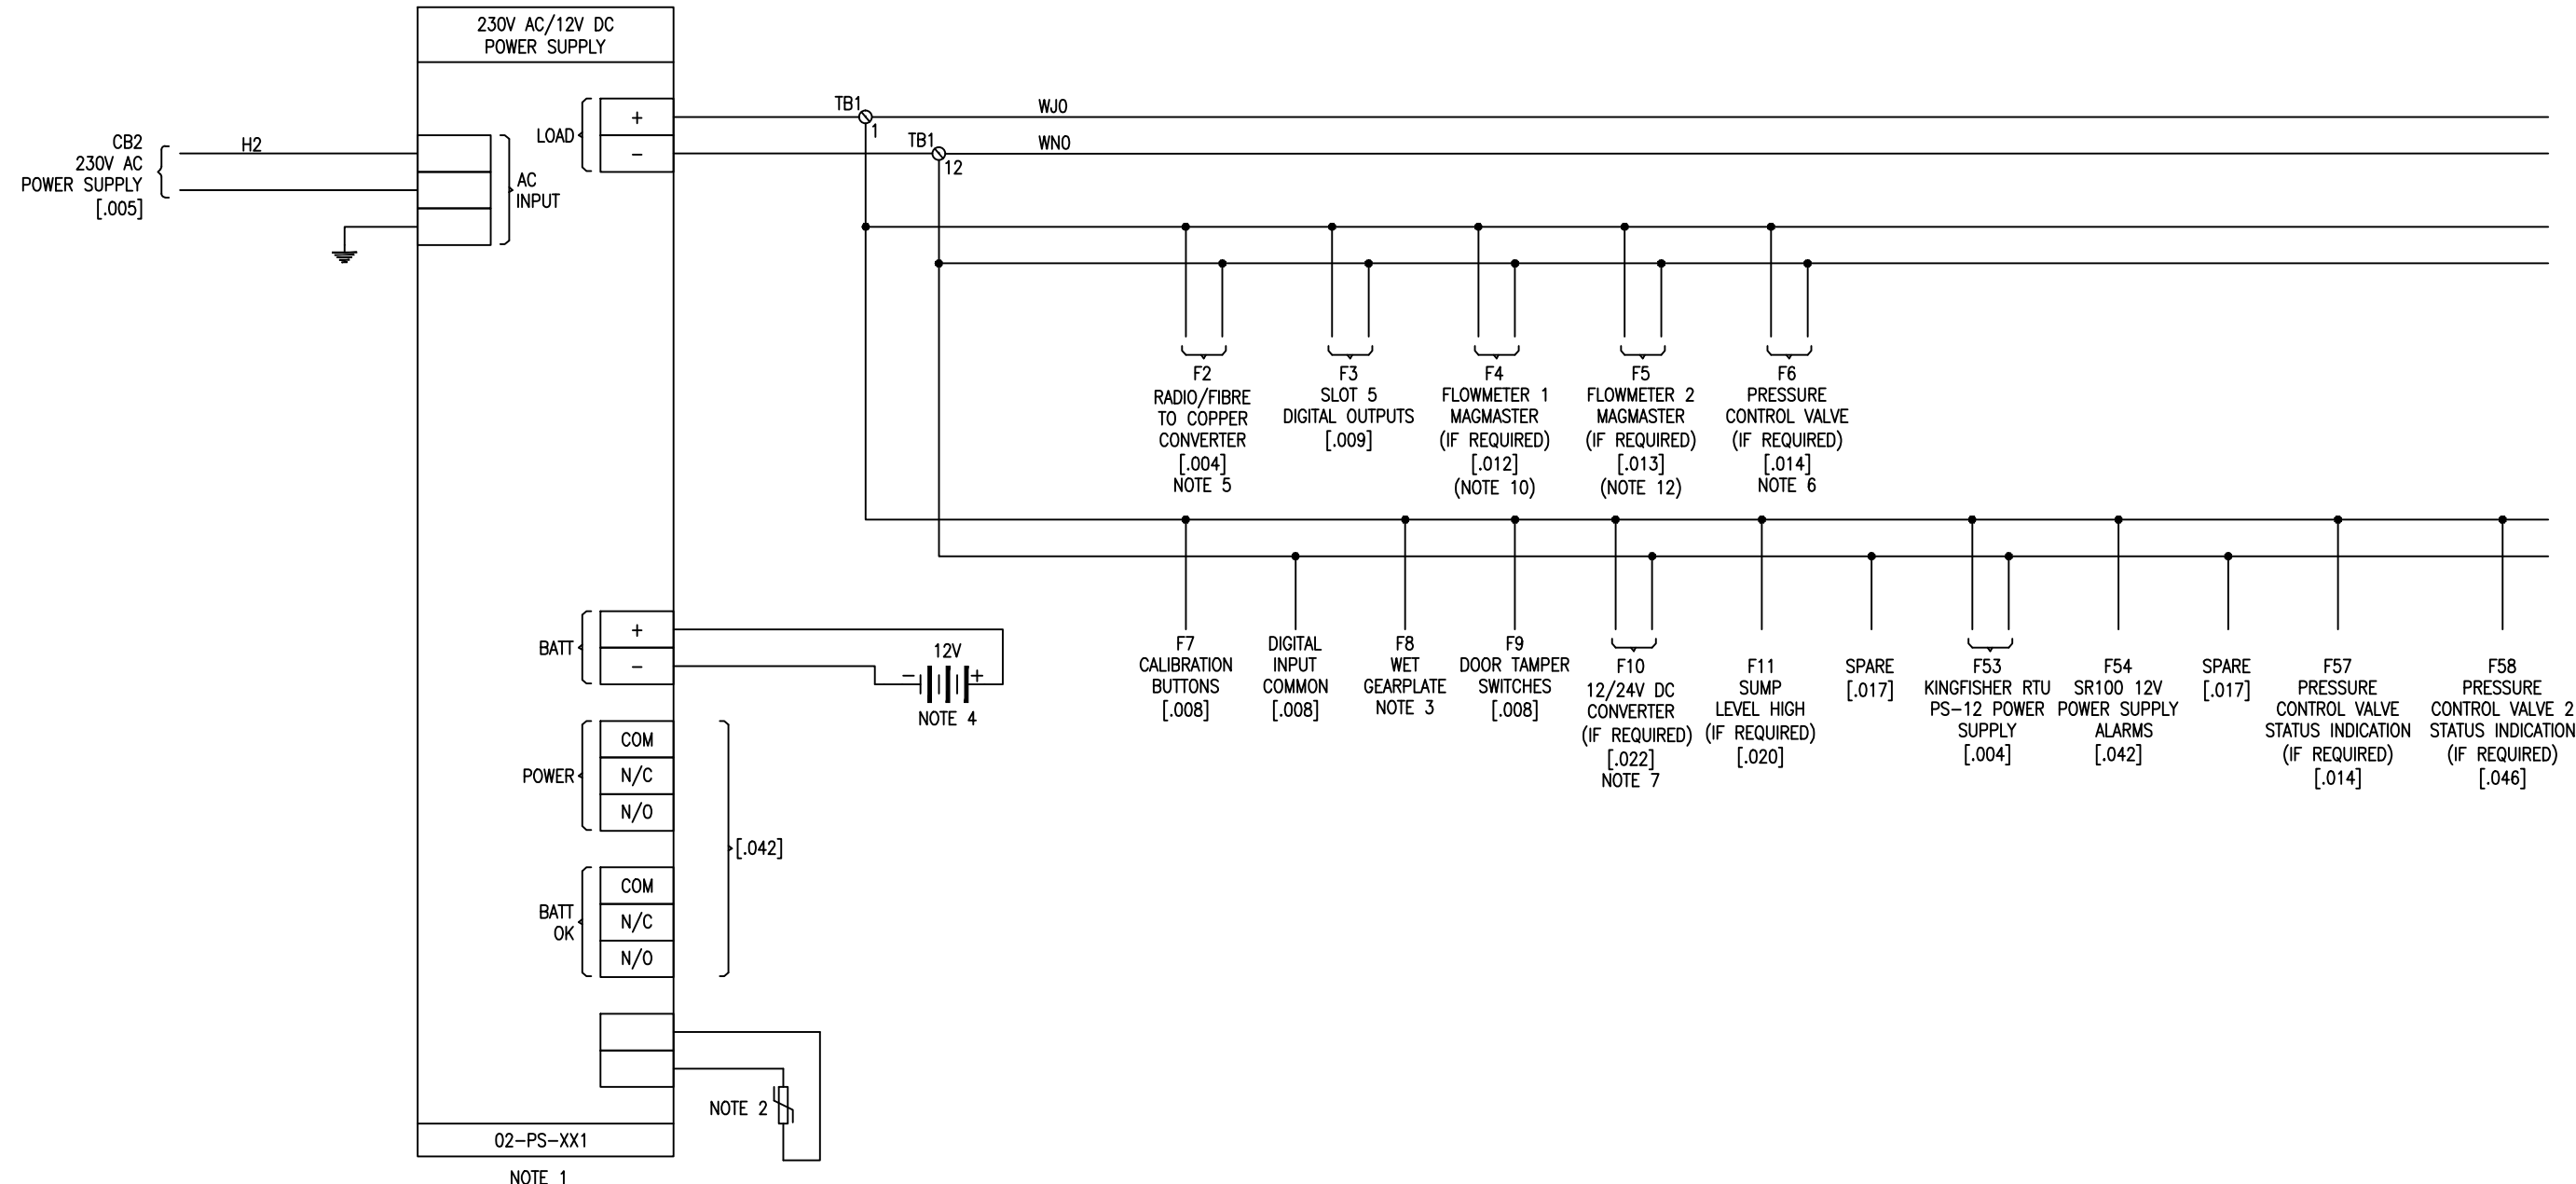 230V AC/12V DC
POWER SUPPLY
CB2
230V AC
POWER SUPPLY
[.005]
H2
AC
INPUT
LOAD
+
−
TB1
1
WJ0
TB1
12
WN0
F2
RADIO/FIBRE
TO COPPER
CONVERTER
[.004]
NOTE 5
F3
SLOT 5
DIGITAL OUTPUTS
[.009]
F4
FLOWMETER 1
MAGMASTER
(IF REQUIRED)
[.012]
(NOTE 10)
F5
FLOWMETER 2
MAGMASTER
(IF REQUIRED)
[.013]
(NOTE 12)
F6
PRESSURE
CONTROL VALVE
(IF REQUIRED)
[.014]
NOTE 6
BATT
+
−
12V
−
+
NOTE 4
F7
CALIBRATION
BUTTONS
[.008]
DIGITAL
INPUT
COMMON
[.008]
F8
WET
GEARPLATE
NOTE 3
F9
DOOR TAMPER
SWITCHES
[.008]
F10
12/24V DC
CONVERTER
(IF REQUIRED)
[.022]
NOTE 7
F11
SUMP
LEVEL HIGH
(IF REQUIRED)
[.020]
SPARE
[.017]
F53
KINGFISHER RTU
PS-12 POWER
SUPPLY
[.004]
F54
SR100 12V
POWER SUPPLY
ALARMS
[.042]
SPARE
[.017]
F57
PRESSURE
CONTROL VALVE
STATUS INDICATION
(IF REQUIRED)
[.014]
F58
PRESSURE
CONTROL VALVE 2
STATUS INDICATION
(IF REQUIRED)
[.046]
POWER
COM
N/C
N/O
[.042]
BATT
OK
COM
N/C
N/O
NOTE 2
02-PS-XX1
NOTE 1